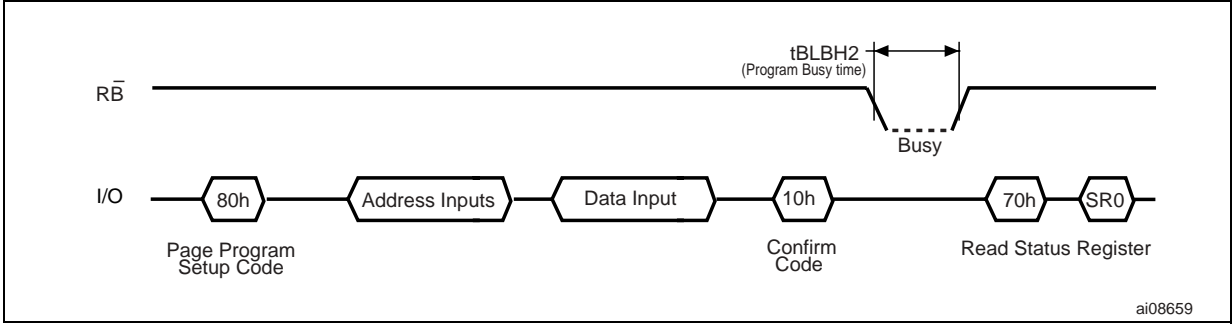 tBLBH2
(Program Busy time)
RB̅
Busy
I/O
80h
Address Inputs
Data Input
10h
70h
SR0
Page Program
Setup Code
Confirm
Code
Read Status Register
ai08659